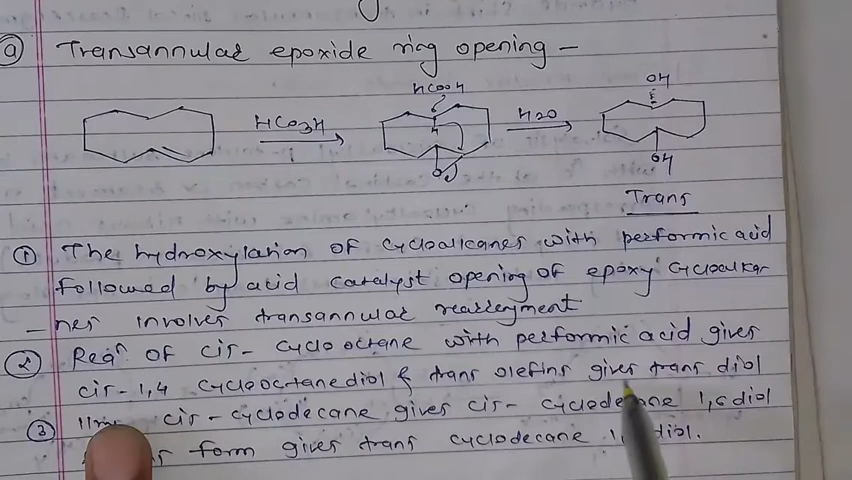 9 Transannular epoxide ring opening -
HCOOH
OH
HCO3H
H
H2O
O
OH
Trans
1 The hydroxylation of cycloalkanes with performic acid
followed by acid catalyst opening of epoxy cycloalkar
- nes involves transannular
2 Reaⁿ of cis- cyclooctane with performic acid gives
cis-1,4 cyclooctanediol & trans olefins gives trans diol
3 cis-cyclodecane gives cis- cyclodecane 1,6 diol
form gives trans cyclodecane diol.